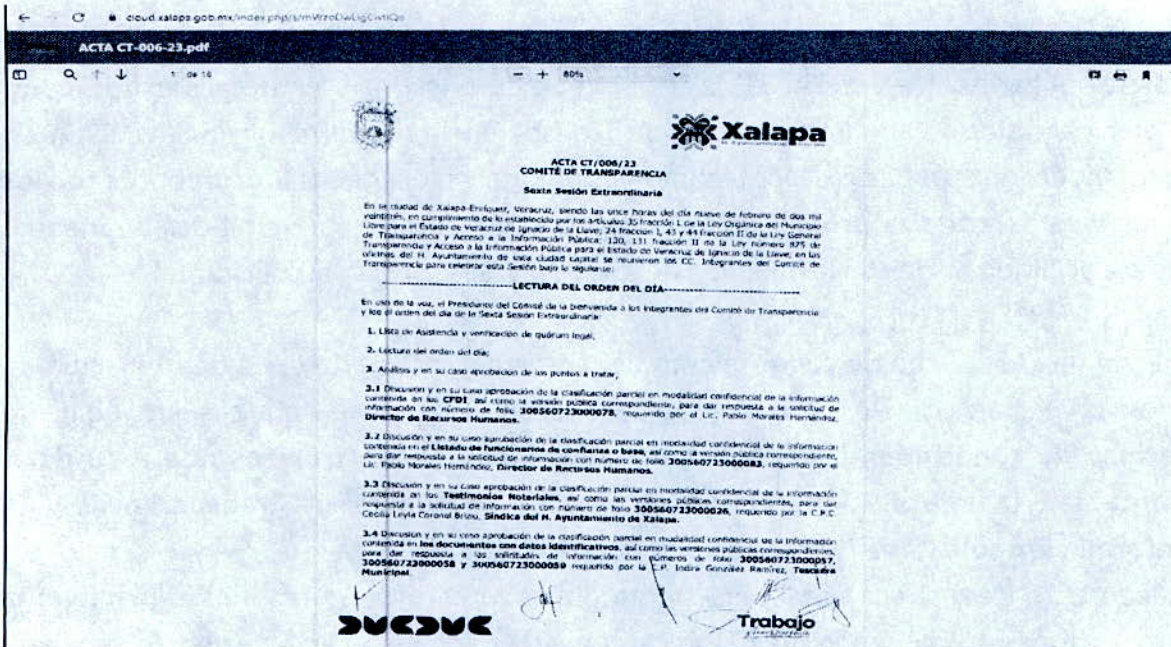 cloud.xalapa.gob.mx/index.php/s/
ACTA CT-006-23.pdf
1 de 16
80%
Xalapa
ACTA CT/006/23
COMITÉ DE TRANSPARENCIA
Sexta Sesión Extraordinaria
En la ciudad de Xalapa-Enríquez, Veracruz, siendo las once horas del día nueve de febrero de dos mil
veintitrés, en cumplimiento de lo establecido por los artículos 35 fracción I, de la Ley Orgánica del Municipio
Libre para el Estado de Veracruz de Ignacio de la Llave; 24 fracción I, 43 y 44 fracción II de la Ley General
de Transparencia y Acceso a la Información Pública; 130, 131 fracción II de la Ley número 875 de
Transparencia y Acceso a la Información Pública para el Estado de Veracruz de Ignacio de la Llave, en las
oficinas del H. Ayuntamiento de esta ciudad capital se reunieron los CC. Integrantes del Comité de
Transparencia para celebrar esta Sesión bajo la siguiente:
----------------------------LECTURA DEL ORDEN DEL DÍA----------------------------
En uso de la voz, el Presidente del Comité da la bienvenida a los integrantes del Comité de Transparencia
y lee el orden del día de la Sexta Sesión Extraordinaria:
1. Lista de Asistencia y verificación de quórum legal;
2. Lectura del orden del día;
3. Análisis y en su caso aprobación de los puntos a tratar;
3.1 Discusión y en su caso aprobación de la clasificación parcial en modalidad confidencial de la información
contenida en los CFDI, así como la versión pública correspondiente, para dar respuesta a la solicitud de
información con número de folio 300560723000078, requerido por el Lic. Pablo Morales Hernández,
Director de Recursos Humanos.
3.2 Discusión y en su caso aprobación de la clasificación parcial en modalidad confidencial de la información
contenida en el Listado de funcionarios de confianza o base, así como la versión pública correspondiente,
para dar respuesta a la solicitud de información con número de folio 300560723000083, requerido por el
Lic. Pablo Morales Hernández, Director de Recursos Humanos.
3.3 Discusión y en su caso aprobación de la clasificación parcial en modalidad confidencial de la información
contenida en los Testimonios Notariales, así como las versiones públicas correspondientes, para dar
respuesta a la solicitud de información con número de folio 300560723000026, requerido por la C.P.C.
Cecilia Leyla Coronel Brizio, Síndica del H. Ayuntamiento de Xalapa.
3.4 Discusión y en su caso aprobación de la clasificación parcial en modalidad confidencial de la información
contenida en los documentos con datos identificativos, así como las versiones públicas correspondientes,
para dar respuesta a las solicitudes de información con números de folio 300560723000057,
300560723000058 y 300560723000059 requerido por la C.P. Indira González Ramírez, Tesorera
Municipal.
Trabajo